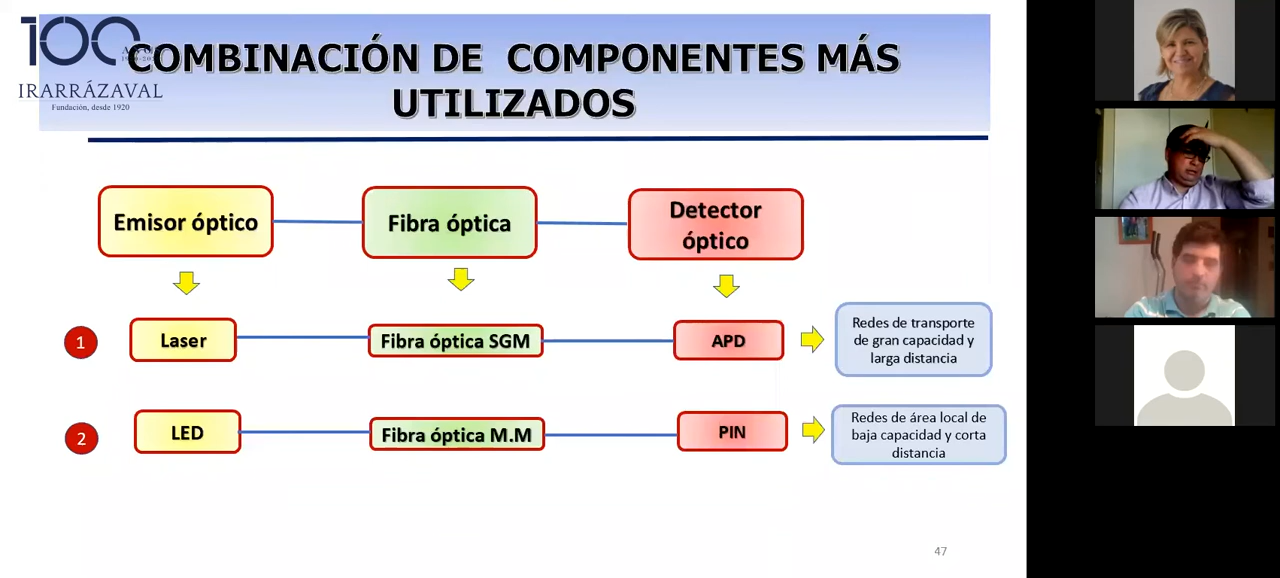 100
COMBINACIÓN DE COMPONENTES MÁS
UTILIZADOS
IRARRÁZAVAL
Fundación, desde 1920
Emisor óptico
Fibra óptica
Detector
óptico
1
Laser
Fibra óptica SGM
APD
Redes de transporte
de gran capacidad y
larga distancia
2
LED
Fibra óptica M.M
PIN
Redes de área local de
baja capacidad y corta
distancia
47